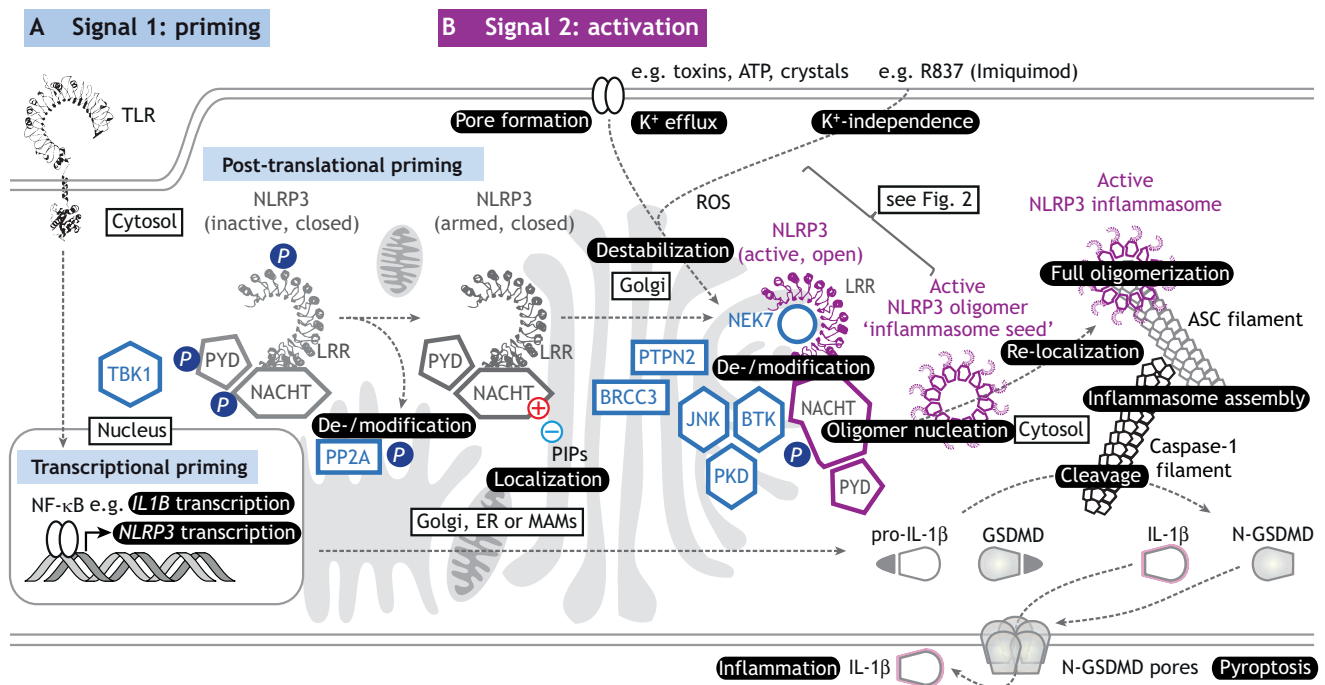 A Signal 1: priming
B Signal 2: activation
e.g. toxins, ATP, crystals
e.g. R837 (Imiquimod)
TLR
Pore formation
K+ efflux
K+-independence
Post-translational priming
Cytosol
NLRP3
(inactive, closed)
NLRP3
(armed, closed)
ROS
see Fig. 2
Active
NLRP3 inflammasome
Destabilization
Golgi
NLRP3
(active, open)
LRR
Active
NLRP3 oligomer
‘inflammasome seed’
Full oligomerization
ASC filament
P
P
P
PYD
NACHT
LRR
TBK1
PYD
NACHT
LRR
+
−
PIPs
Localization
De-/modification
PP2A
P
NEK7
PTPN2
BRCC3
De-/modification
JNK
BTK
PKD
NACHT
P
PYD
Oligomer nucleation
Cytosol
Re-localization
Inflammasome assembly
Caspase-1
filament
Cleavage
Nucleus
Transcriptional priming
NF-κB e.g. IL1B transcription
NLRP3 transcription
Golgi, ER or MAMs
pro-IL-1β
GSDMD
IL-1β
N-GSDMD
Inflammation
IL-1β
N-GSDMD pores
Pyroptosis